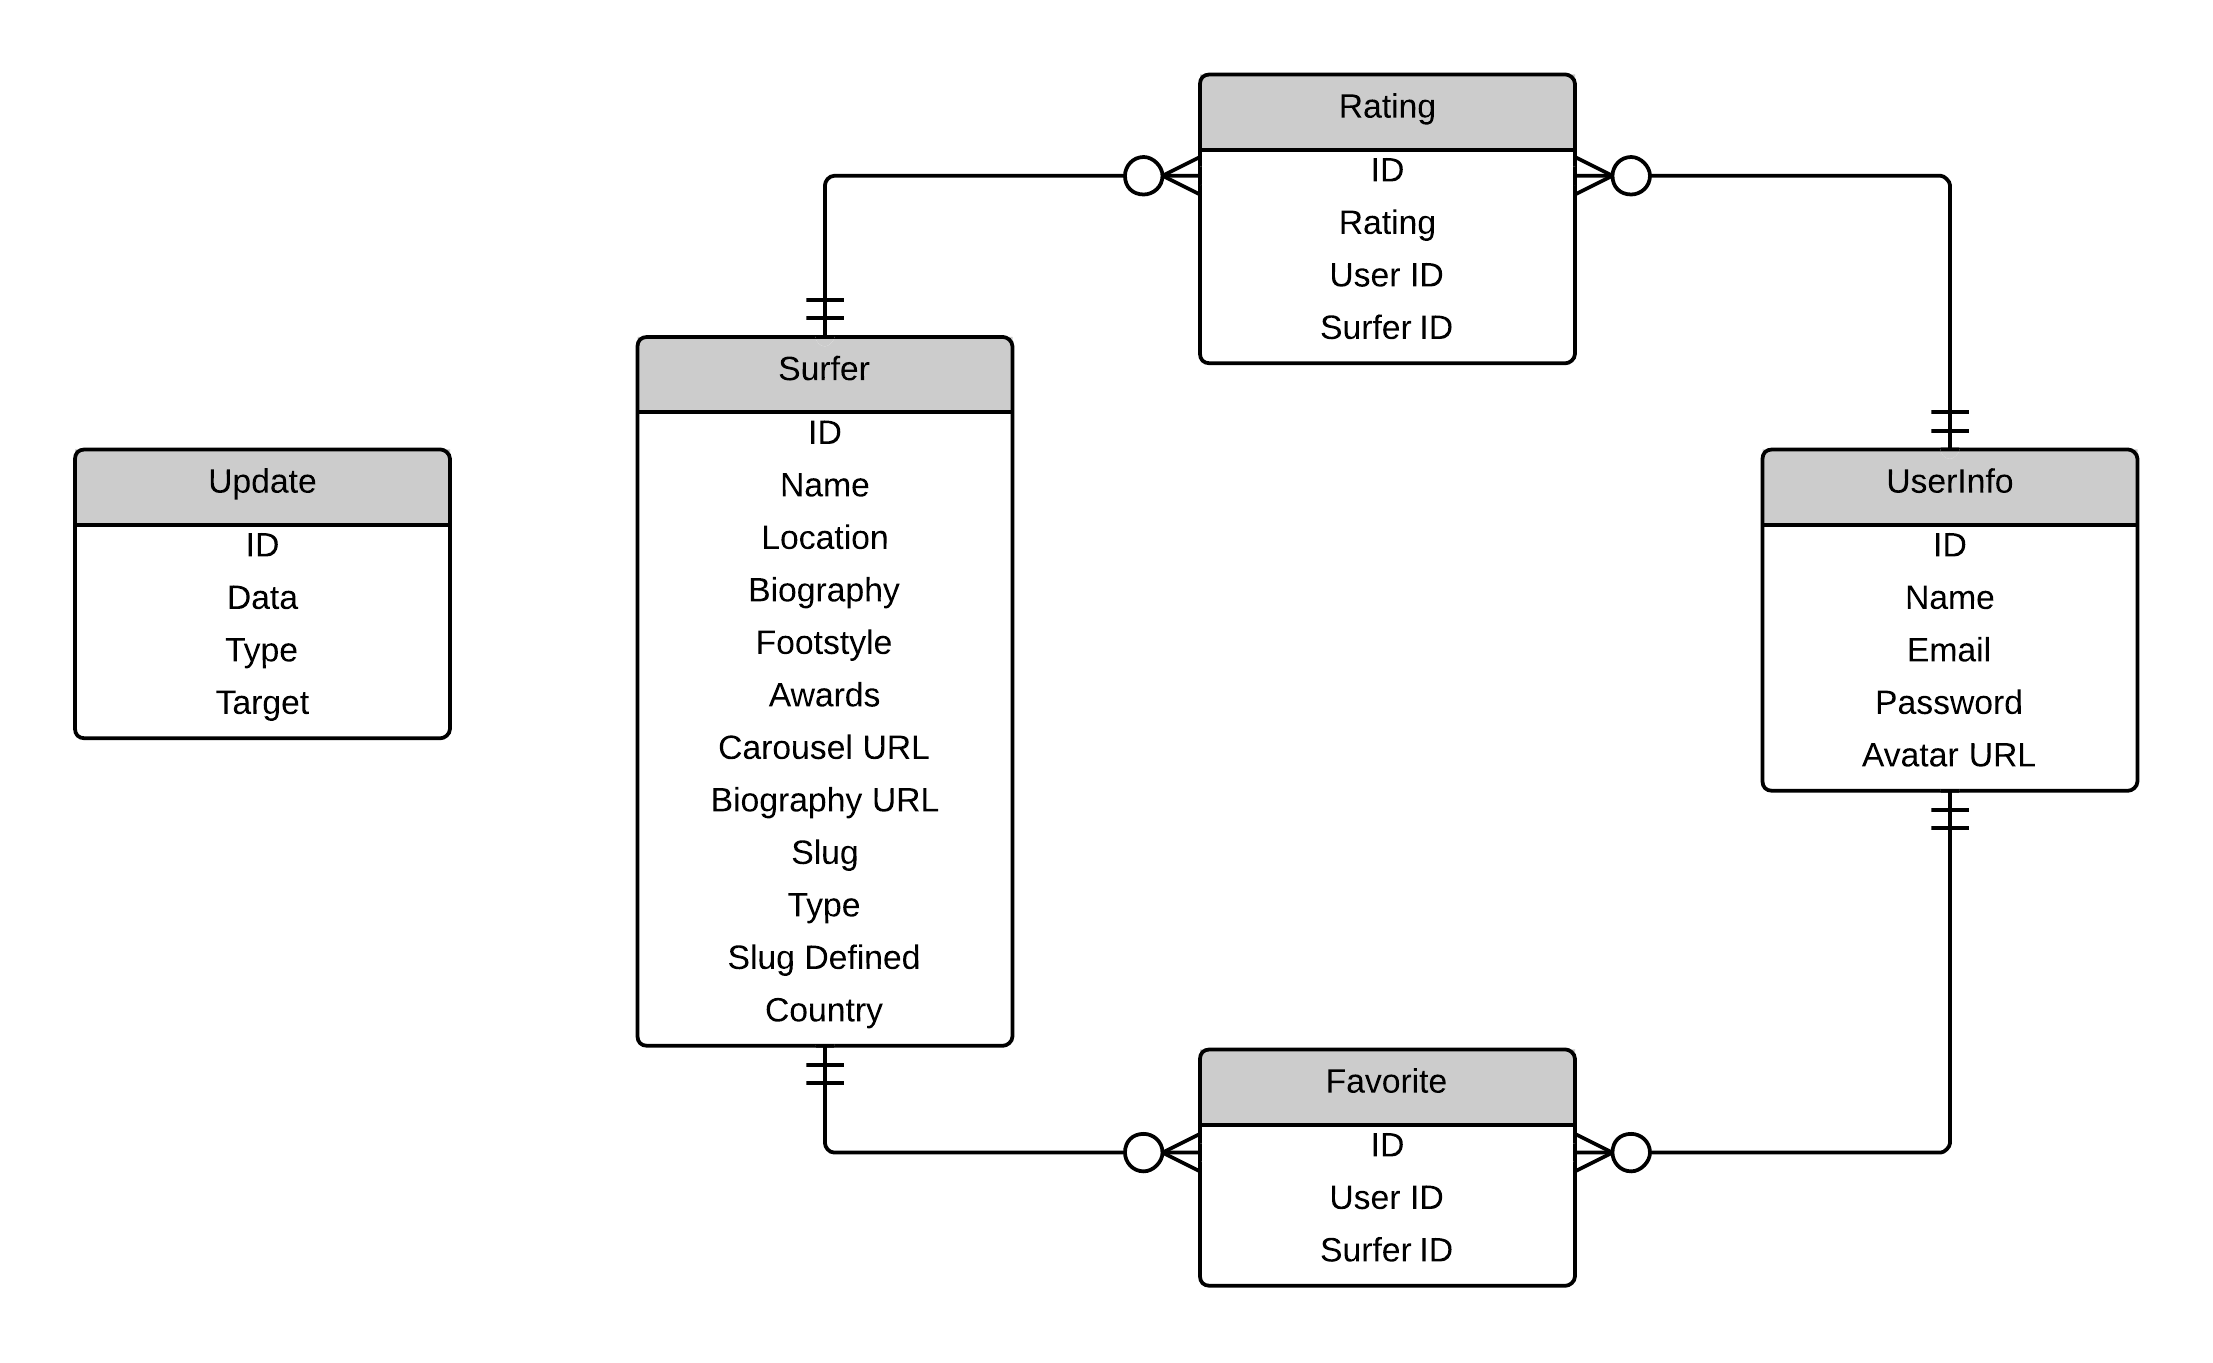 Update
ID
Data
Type
Target
Surfer
ID
Name
Location
Biography
Footstyle
Awards
Carousel URL
Biography URL
Slug
Type
Slug Defined
Country
Rating
ID
Rating
User ID
Surfer ID
Favorite
ID
User ID
Surfer ID
UserInfo
ID
Name
Email
Password
Avatar URL